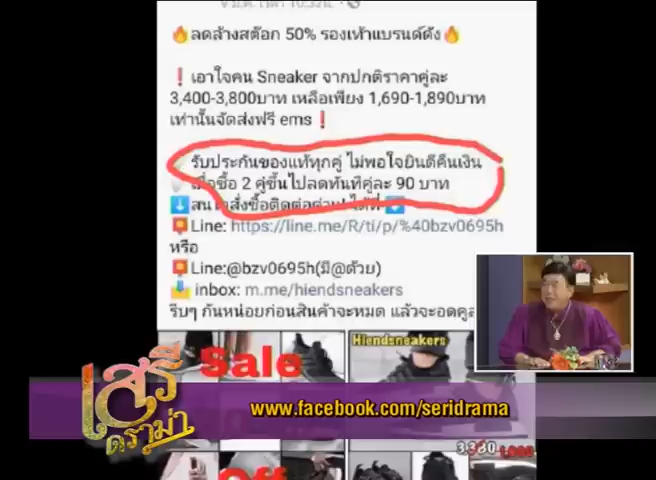 🔥ลดล้างสต๊อก 50% รองเท้าแบรนด์ดัง🔥
❗เอาใจคน Sneaker จากปกติราคาคู่ละ
3,400-3,800บาท เหลือเพียง 1,690-1,890บาท
เท่านั้นจัดส่งฟรี ems❗
รับประกันของแท้ทุกคู่ ไม่พอใจยินดีคืนเงิน
เมื่อซื้อ 2 คู่ขึ้นไปลดทันทีคู่ละ 90 บาท
Line: https://line.me/R/ti/p/%40bzv0695h
หรือ
Line:@bzv0695h(มี@ด้วย)
inbox: m.me/hiendsneakers
รีบๆ กันหน่อยก่อนสินค้าจะหมด แล้วจะอดคูล
Sale
Hiendsneakers
เสรี
ดราม่า
www.facebook.com/seridrama
3,380
Off